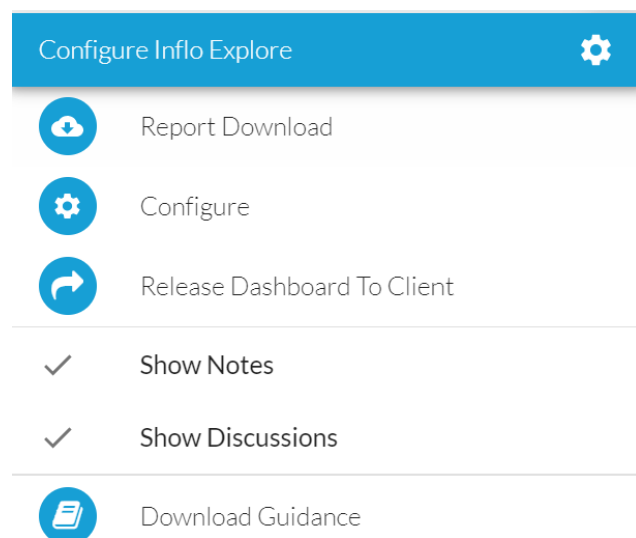 Configure Inflo Explore
Report Download
Configure
Release Dashboard To Client
Show Notes
Show Discussions
Download Guidance